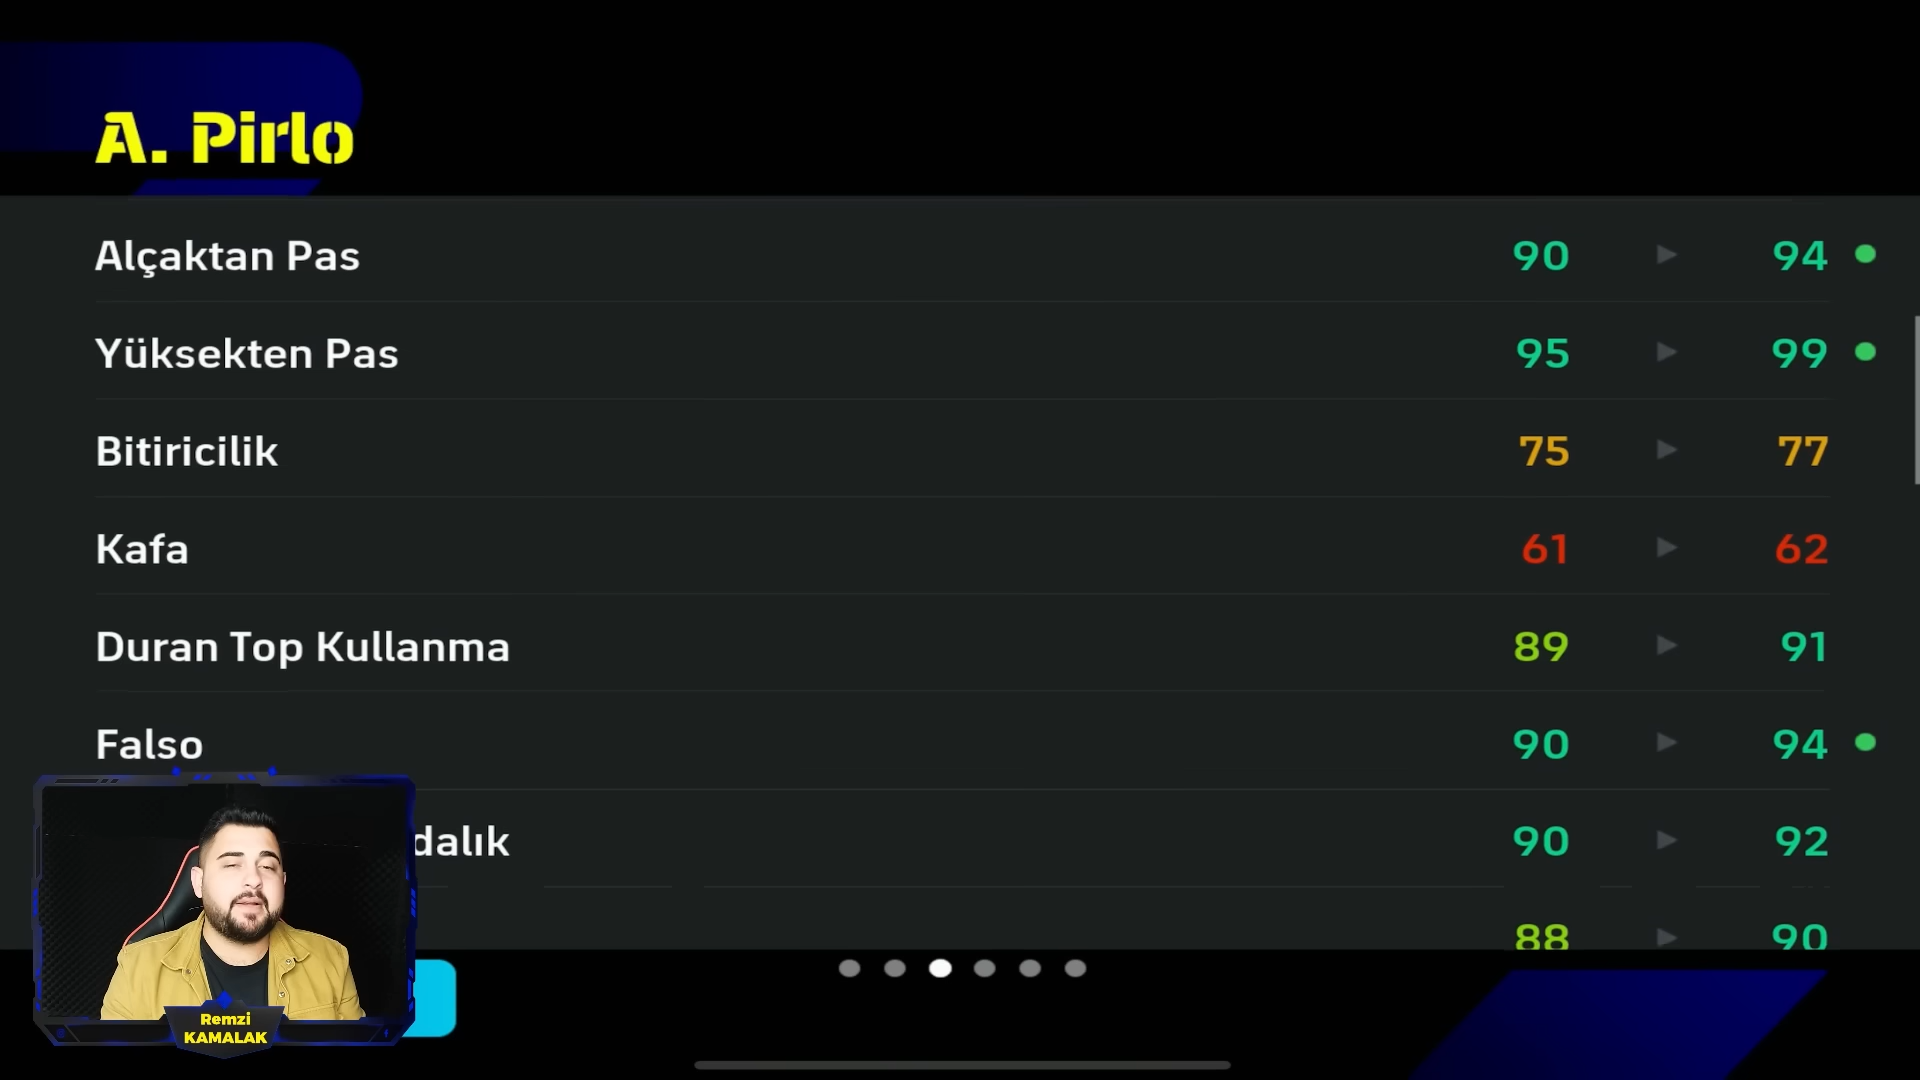 A. Pirlo
Alçaktan Pas 90 94
Yüksekten Pas 95 99
Bitiricilik 75 77
Kafa 61 62
Duran Top Kullanma 89 91
Falso 90 94
dalık 90 92
88 90
Remzi
KAMALAK